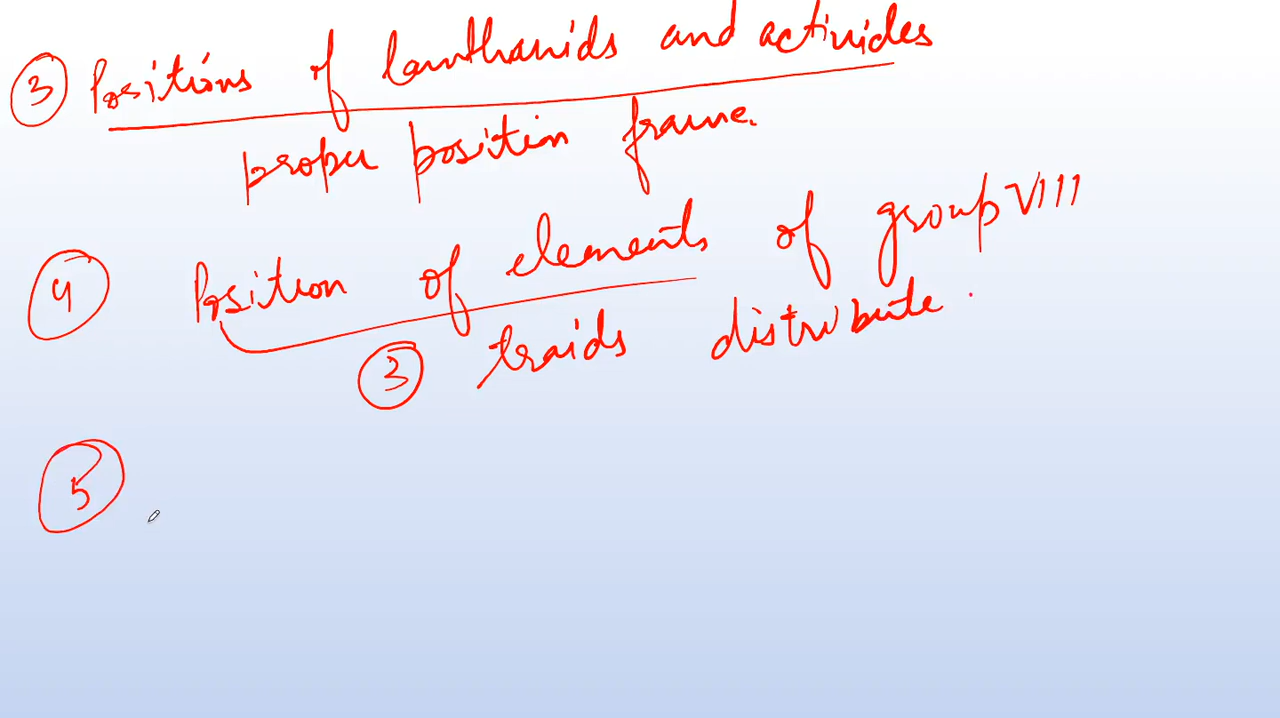 ③ Positions of lanthanids and actinides
proper position frame.
④ Position of elements of group VIII
③ traids distribute.
⑤